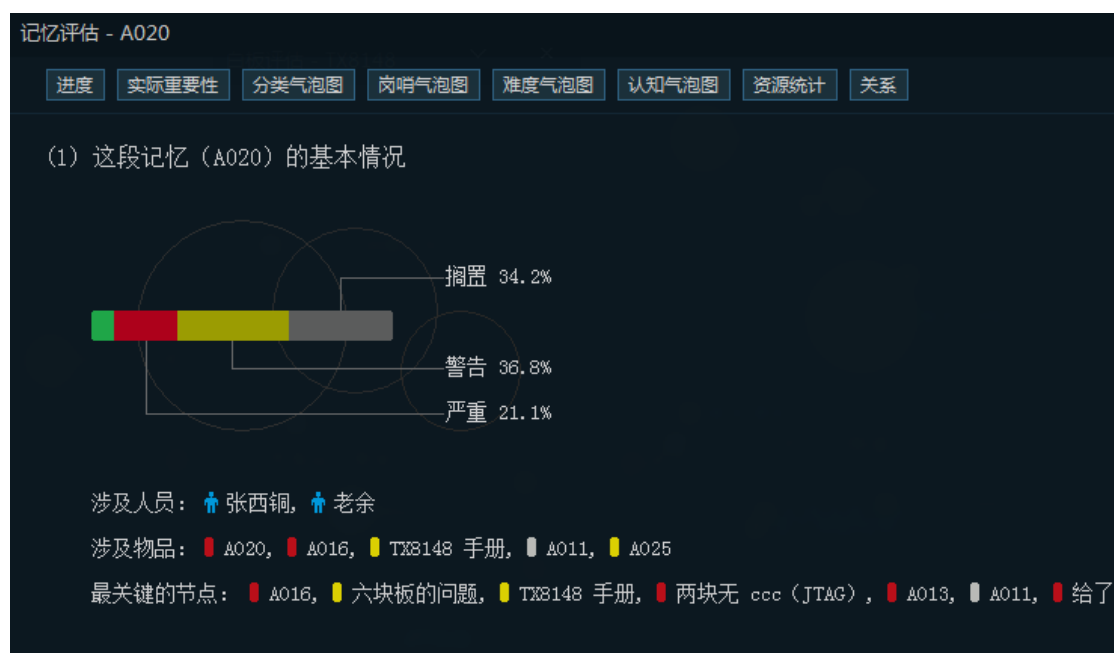 记忆评估 - A020
进度 实际重要性 分类气泡图 岗哨气泡图 难度气泡图 认知气泡图 资源统计 关系
(1) 这段记忆（A020）的基本情况
搁置 34.2%
警告 36.8%
严重 21.1%
涉及人员： 张西铜, 老余
涉及物品： A020, A016, TX8148 手册, A011, A025
最关键的节点： A016, 六块板的问题, TX8148 手册, 两块无 ccc（JTAG）, A013, A011, 给了